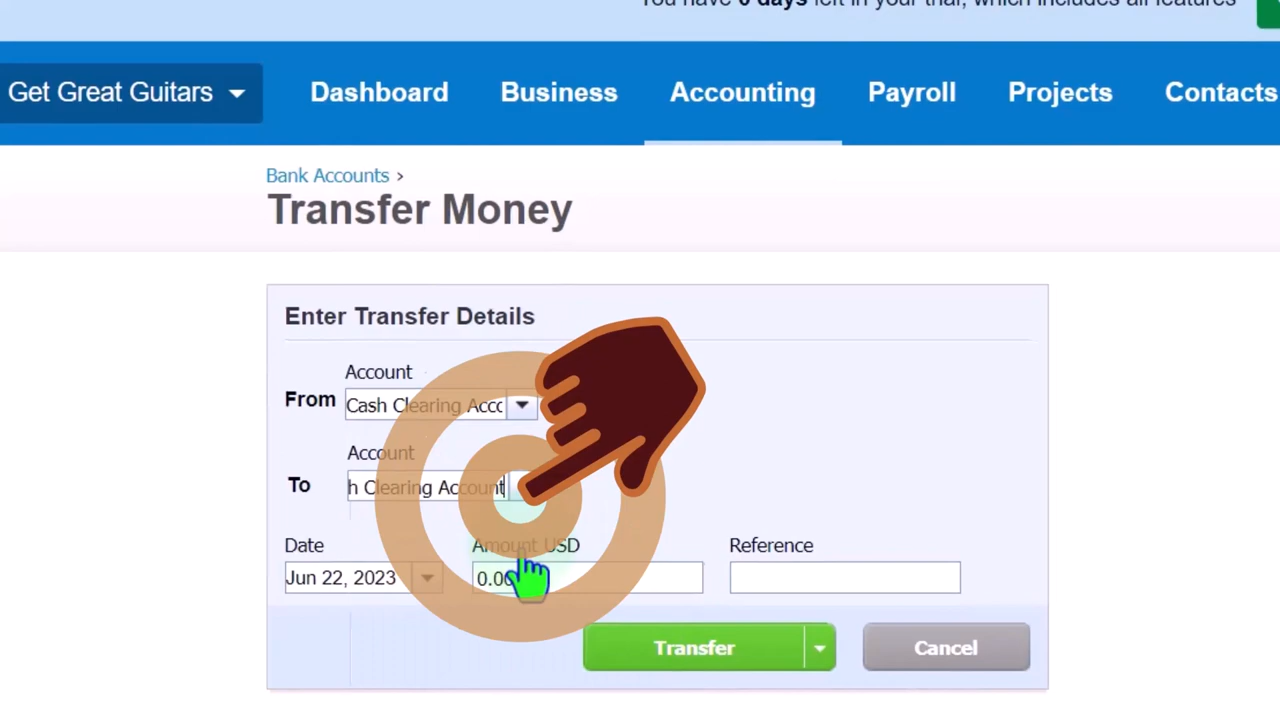 You have 0 days left in your trial, which includes all features
Get Great Guitars Dashboard Business Accounting Payroll Projects Contacts
Bank Accounts ›
Transfer Money
Enter Transfer Details
Account
From Cash Clearing Acc
Account
To h Clearing Account
Date Amount USD Reference
Jun 22, 2023 0.00
Transfer Cancel